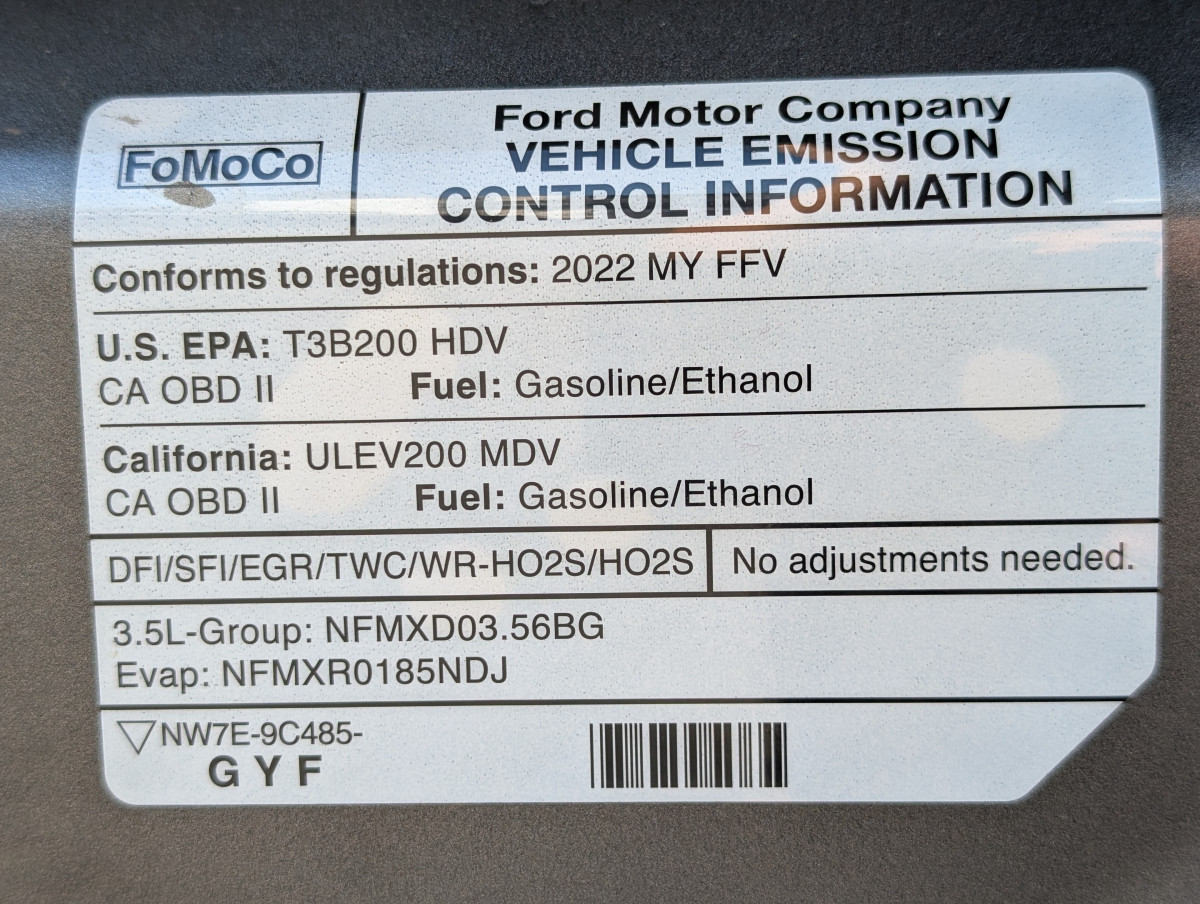 FoMoCo
Ford Motor Company
VEHICLE EMISSION
CONTROL INFORMATION
Conforms to regulations: 2022 MY FFV
U.S. EPA: T3B200 HDV
CA OBD II Fuel: Gasoline/Ethanol
California: ULEV200 MDV
CA OBD II Fuel: Gasoline/Ethanol
DFI/SFI/EGR/TWC/WR-HO2S/HO2S No adjustments needed.
3.5L-Group: NFMXD03.56BG
Evap: NFMXR0185NDJ
▽NW7E-9C485-
G Y F